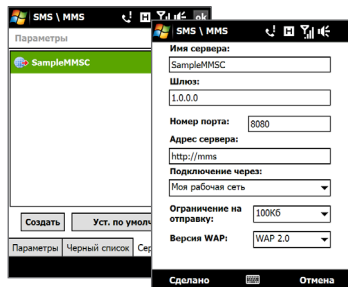 SMS \ MMS
ok
Параметры
SampleMMSC
Создать
Уст. по умолч
Параметры
Черный список
Сер
SMS \ MMS
Имя сервера:
SampleMMSC
Шлюз:
1.0.0.0
Номер порта: 8080
Адрес сервера:
http://mms
Подключение через:
Моя рабочая сеть
Ограничение на
отправку: 100Кб
Версия WAP: WAP 2.0
Сделано Отмена